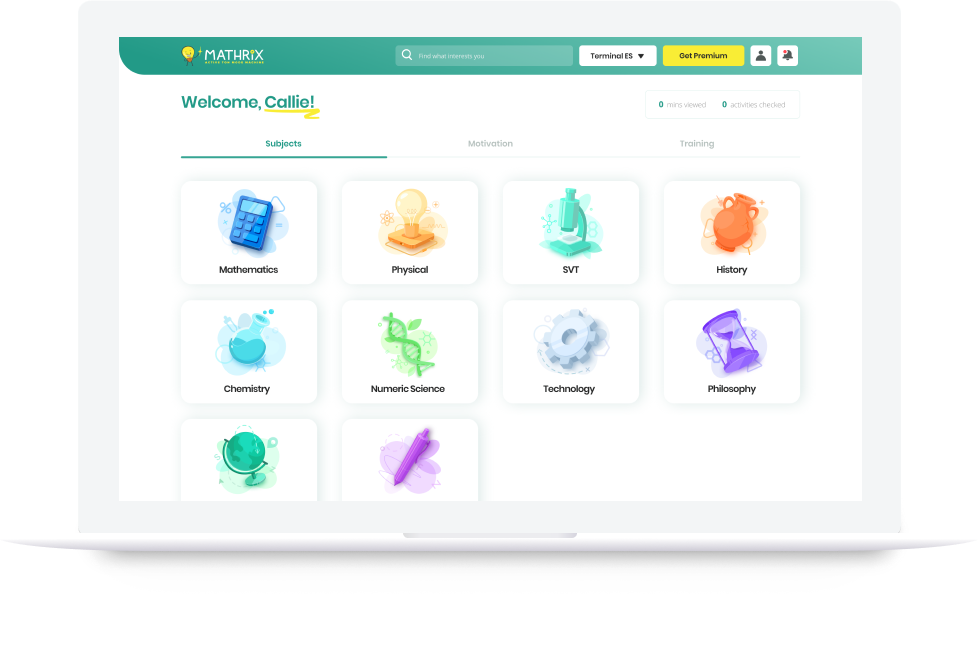 MATHRIX
Find what interests you
Terminal ES
Get Premium
Welcome, Callie!
0 mins viewed 0 activities checked
Subjects Motivation Training
Mathematics Physical SVT History
Chemistry Numeric Science Technology Philosophy